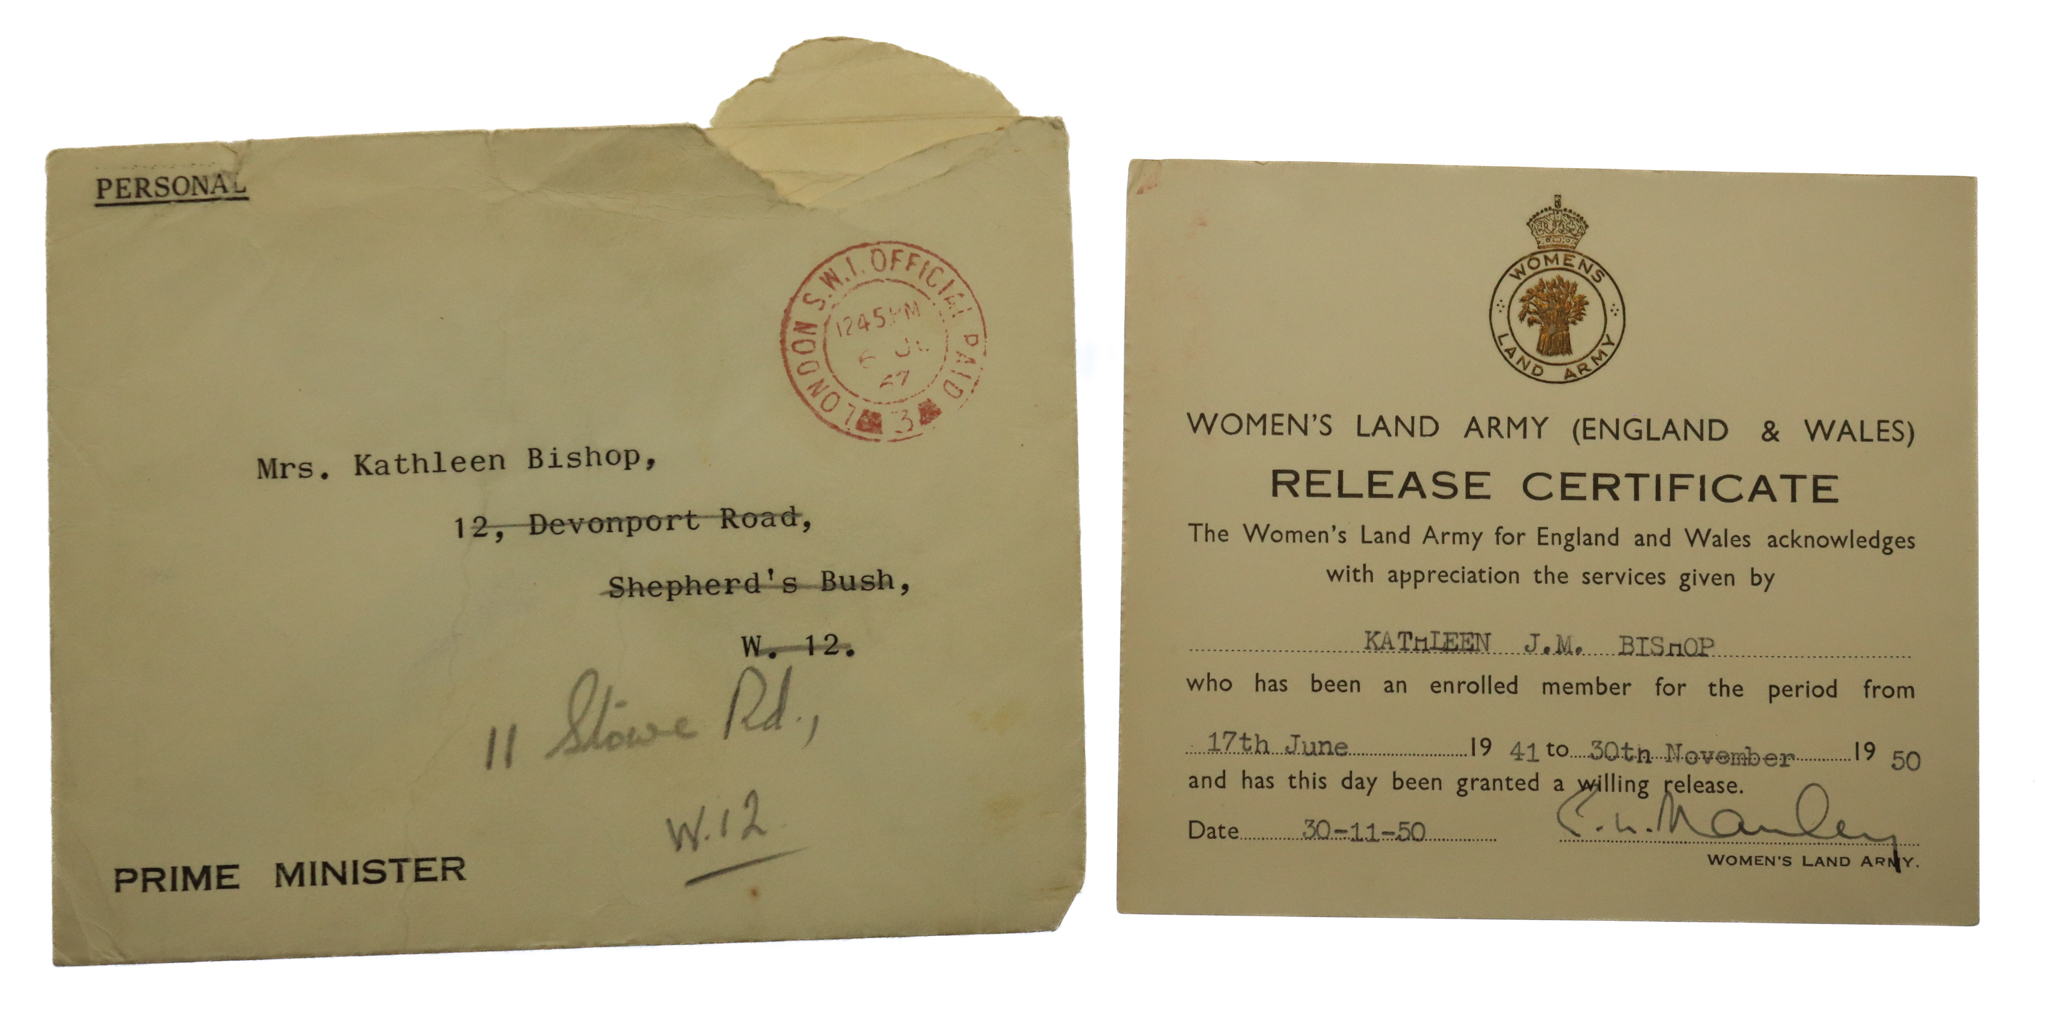 PERSONAL
LONDON S.W.1. OFFICIAL PAID
1245 PM
6 JL
67
3
Mrs. Kathleen Bishop,
12, Devonport Road,
Shepherd's Bush,
W. 12.
11 Stowe Rd.,
W.12
PRIME MINISTER
WOMENS
LAND ARMY
WOMEN'S LAND ARMY (ENGLAND & WALES)
RELEASE CERTIFICATE
The Women's Land Army for England and Wales acknowledges
with appreciation the services given by
KATHLEEN J.M. BISHOP
who has been an enrolled member for the period from
17th June 19 41 to 30th November 19 50
and has this day been granted a willing release.
Date 30-11-50
WOMEN'S LAND ARMY.